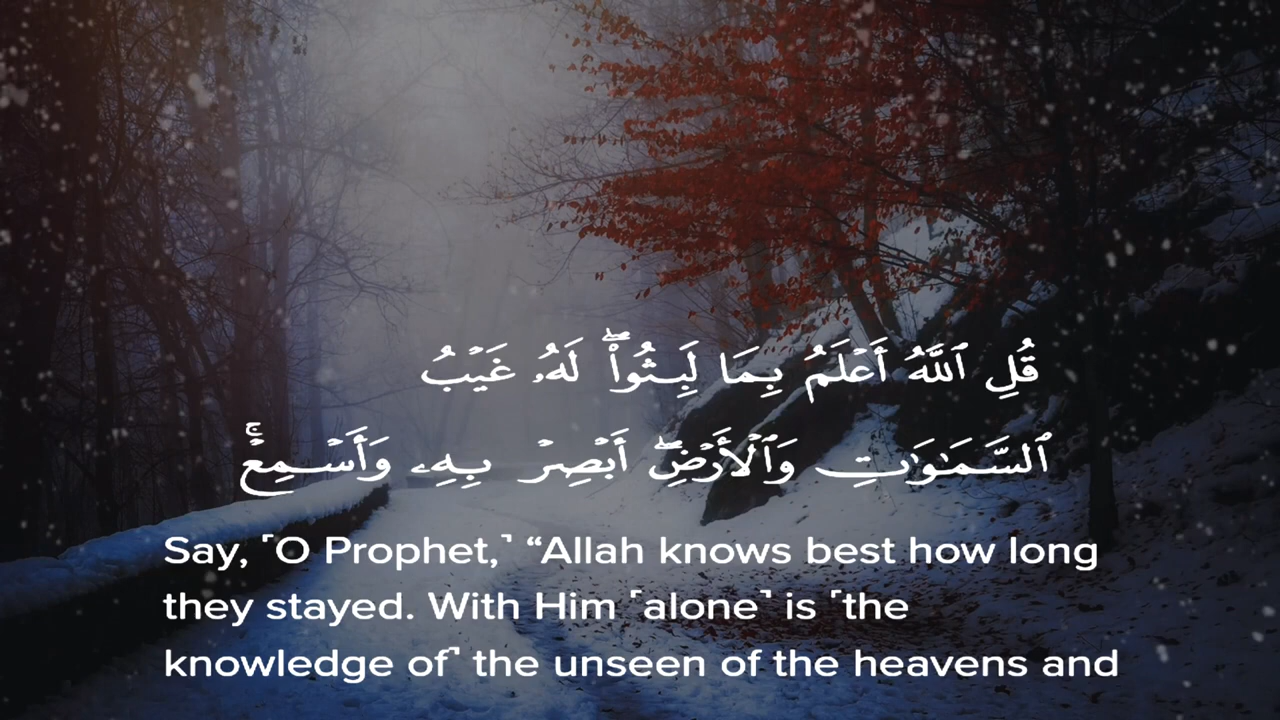 قُلِ ٱللَّهُ أَعْلَمُ بِمَا لَبِثُوا۟ ۖ لَهُۥ غَيْبُ
ٱلسَّمَـٰوَٰتِ وَٱلْأَرْضِ ۖ أَبْصِرْ بِهِۦ وَأَسْمِعْ ۚ
Say, ˹O Prophet,˺ “Allah knows best how long
they stayed. With Him ˹alone˺ is ˹the
knowledge of˺ the unseen of the heavens and